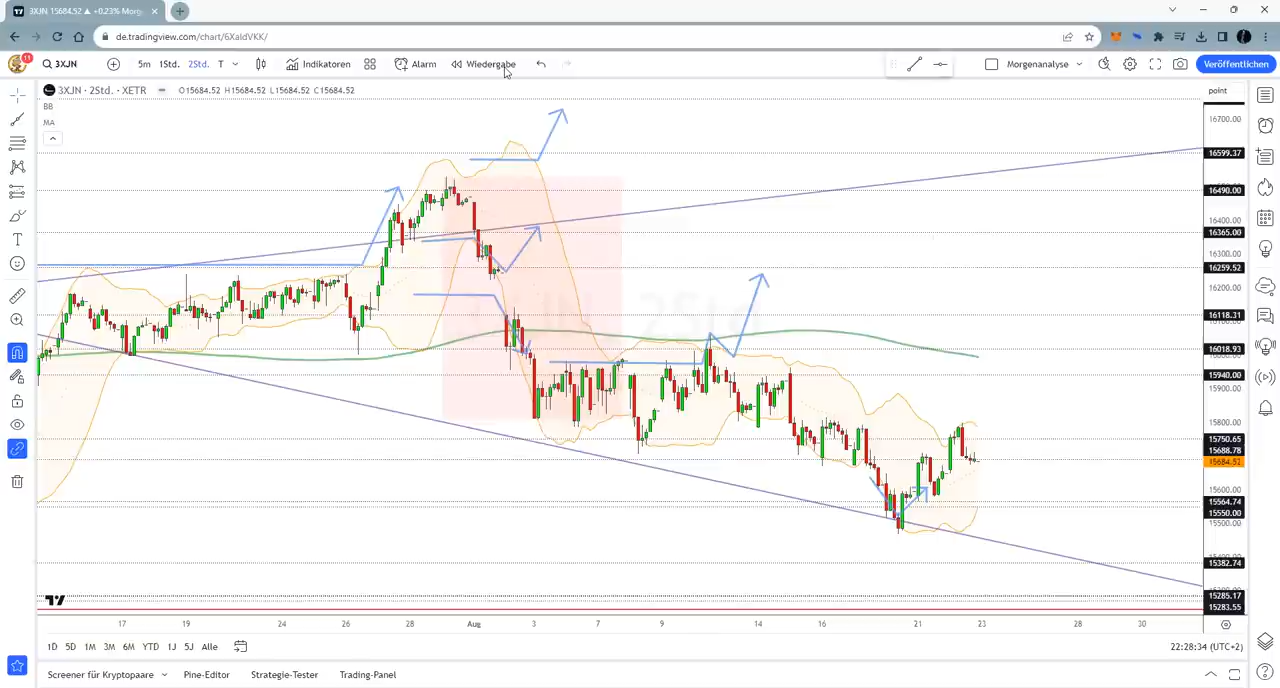 3XJN 15684.52 ▲ +0.23% Morg
de.tradingview.com/chart/6XaldVKK/
11
3XJN
5m 1Std. 2Std. T
Indikatoren
Alarm
Wiedergabe
Morgenanalyse
Veröffentlichen
3XJN · 2Std. · XETR
O15684.52 H15684.52 L15684.52 C15684.52
point
BB
MA
16700.00
16599.37
16490.00
16400.00
16365.00
16300.00
16259.52
16200.00
16118.31
16018.93
15940.00
15900.00
15800.00
15750.65
15688.78
15684.52
15600.00
15564.74
15550.00
15500.00
15382.74
15285.17
15283.55
17 19 24 26 28 Aug 3 7 9 14 16 21 23 28 30
1D 5D 1M 3M 6M YTD 1J 5J Alle
22:28:34 (UTC+2)
Screener für Kryptopaare
Pine-Editor
Strategie-Tester
Trading-Panel